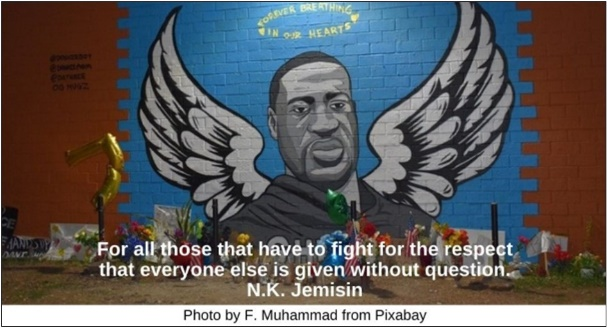 FOREVER BREATHING
IN OUR HEARTS
For all those that have to fight for the respect
that everyone else is given without question.
N.K. Jemisin
Photo by F. Muhammad from Pixabay